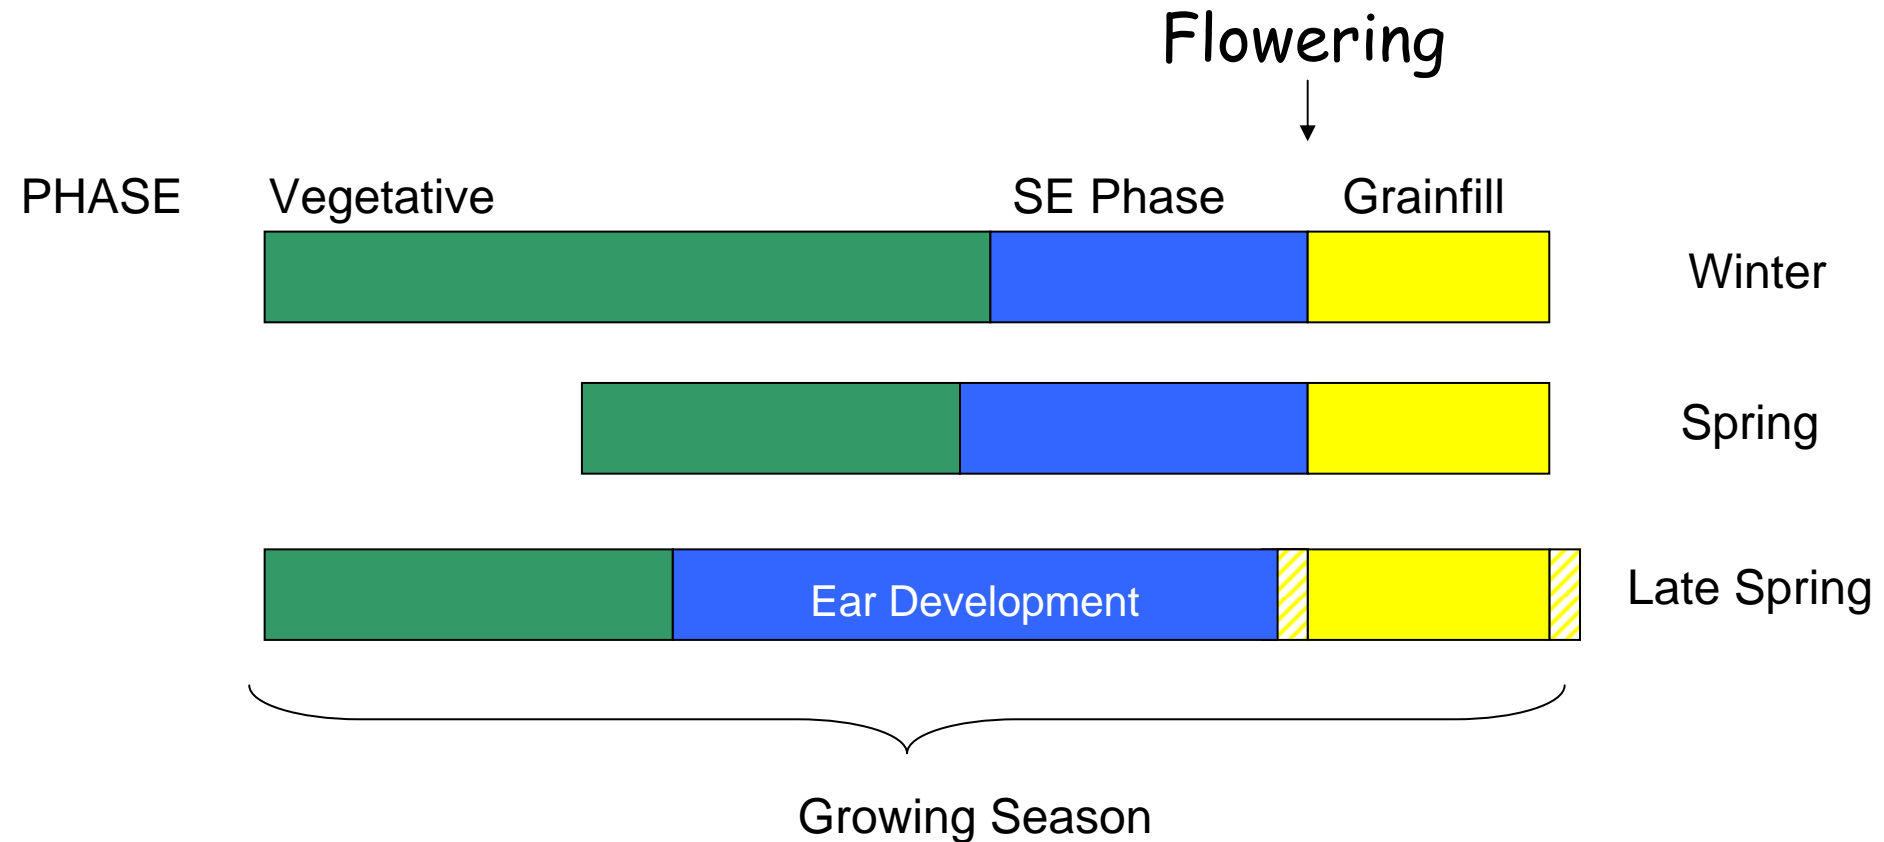 Flowering
PHASE Vegetative SE Phase Grainfill
Winter
Spring
Ear Development Late Spring
Growing Season